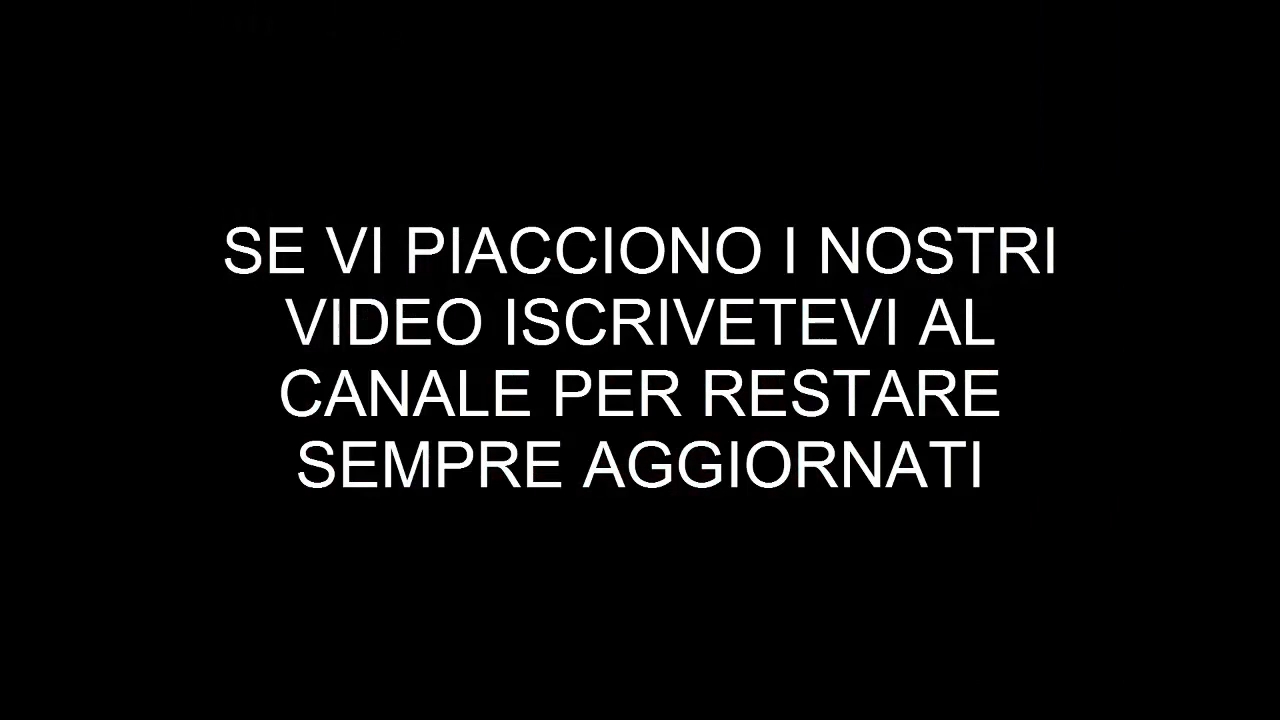 SE VI PIACCIONO I NOSTRI
VIDEO ISCRIVETEVI AL
CANALE PER RESTARE
SEMPRE AGGIORNATI